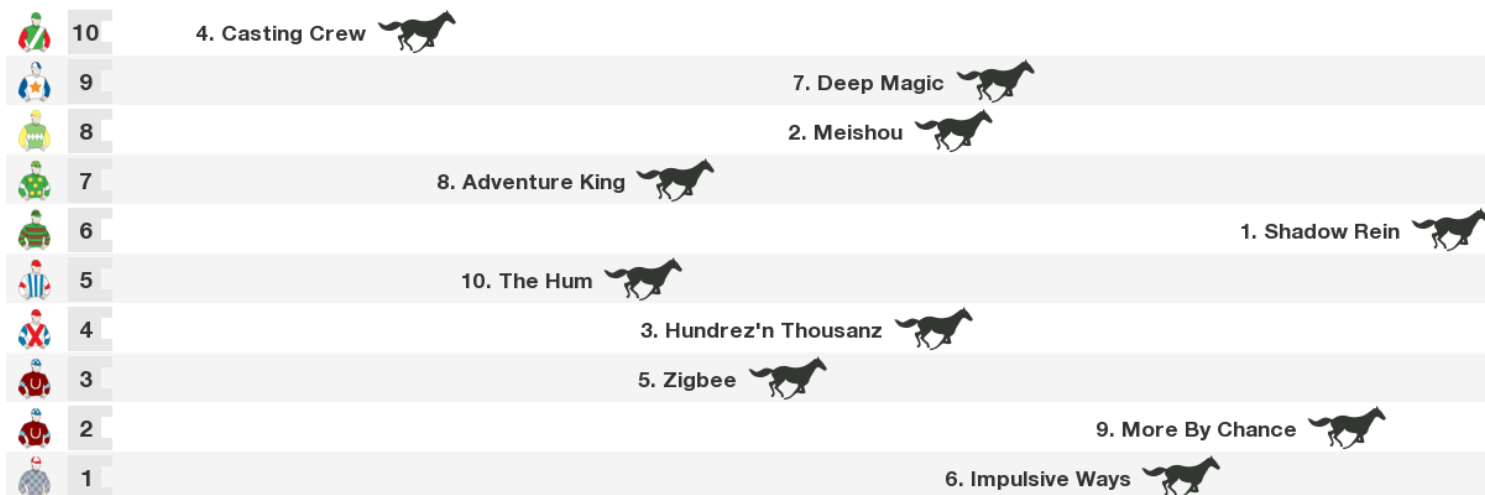 10 4. Casting Crew
9 7. Deep Magic
8 2. Meishou
7 8. Adventure King
6 1. Shadow Rein
5 10. The Hum
4 3. Hundrez'n Thousanz
3 5. Zigbee
2 9. More By Chance
1 6. Impulsive Ways